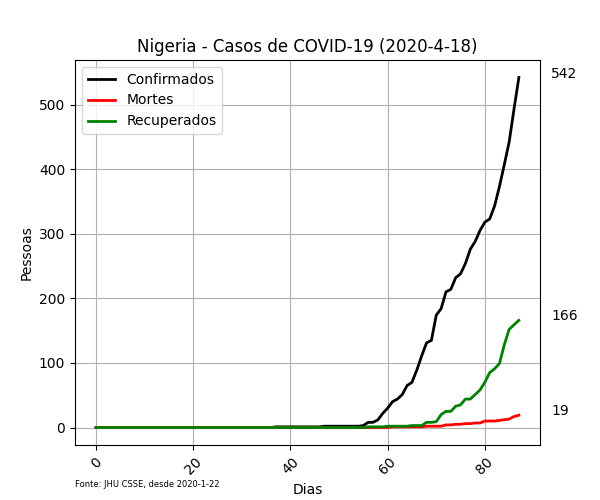 Nigeria - Casos de COVID-19 (2020-4-18)
Confirmados
Mortes
Recuperados
542
166
19
500
400
300
200
100
0
Pessoas
0
20
40
60
80
Dias
Fonte: JHU CSSE, desde 2020-1-22